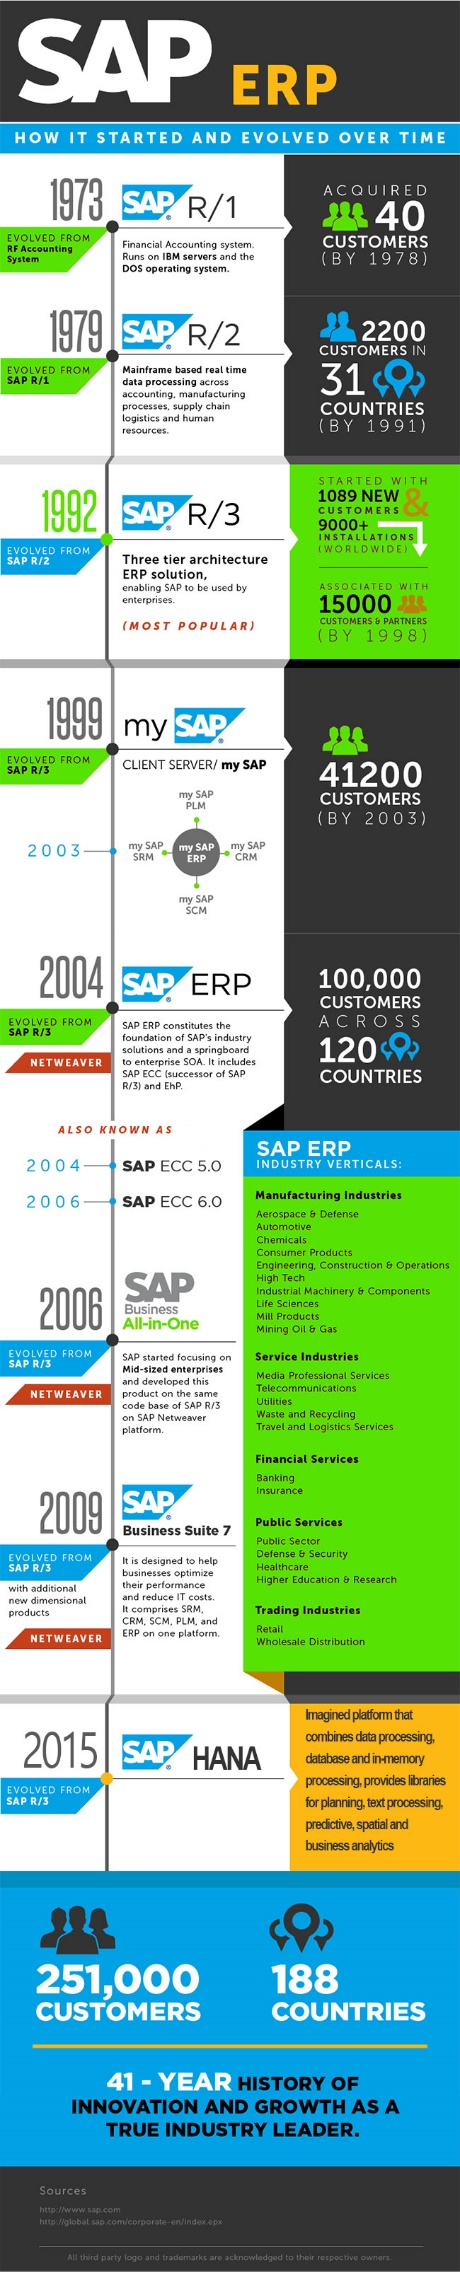 SAP ERP
HOW IT STARTED AND EVOLVED OVER TIME
1973
EVOLVED FROM
RF Accounting
System
SAP R/1
Financial Accounting system.
Runs on IBM servers and the
DOS operating system.
ACQUIRED
40
CUSTOMERS
(BY 1978)
1979
EVOLVED FROM
SAP R/1
SAP R/2
Mainframe based real time
data processing across
accounting, manufacturing
processes, supply chain
logistics and human
resources.
2200
CUSTOMERS IN
31
COUNTRIES
(BY 1991)
1992
EVOLVED FROM
SAP R/2
SAP R/3
Three tier architecture
ERP solution,
enabling SAP to be used by
enterprises.
(MOST POPULAR)
STARTED WITH
1089 NEW
CUSTOMERS &
9000+
INSTALLATIONS
(WORLDWIDE)
ASSOCIATED WITH
15000
CUSTOMERS & PARTNERS
(BY 1998)
1999
EVOLVED FROM
SAP R/3
my SAP
CLIENT SERVER/ my SAP
2003
my SAP
PLM
my SAP
SRM
my SAP
ERP
my SAP
CRM
my SAP
SCM
41200
CUSTOMERS
(BY 2003)
2004
EVOLVED FROM
SAP R/3
NETWEAVER
SAP ERP
SAP ERP constitutes the
foundation of SAP's industry
solutions and a springboard
to enterprise SOA. It includes
SAP ECC (successor of SAP
R/3) and EhP.
100,000
CUSTOMERS
ACROSS
120
COUNTRIES
ALSO KNOWN AS
2004 SAP ECC 5.0
2006 SAP ECC 6.0
2006
EVOLVED FROM
SAP R/3
NETWEAVER
SAP
Business
All-in-One
SAP started focusing on
Mid-sized enterprises
and developed this
product on the same
code base of SAP R/3
on SAP Netweaver
platform.
2009
EVOLVED FROM
SAP R/3
with additional
new dimensional
products
NETWEAVER
SAP
Business Suite 7
It is designed to help
businesses optimize
their performance
and reduce IT costs.
It comprises SRM,
CRM, SCM, PLM, and
ERP on one platform.
SAP ERP
INDUSTRY VERTICALS:
Manufacturing Industries
Aerospace & Defense
Automotive
Chemicals
Consumer Products
Engineering, Construction & Operations
High Tech
Industrial Machinery & Components
Life Sciences
Mill Products
Mining Oil & Gas
Service Industries
Media Professional Services
Telecommunications
Utilities
Waste and Recycling
Travel and Logistics Services
Financial Services
Banking
Insurance
Public Services
Public Sector
Defense & Security
Healthcare
Higher Education & Research
Trading Industries
Retail
Wholesale Distribution
2015
EVOLVED FROM
SAP R/3
SAP HANA
Imagined platform that
combines data processing,
database and in-memory
processing, provides libraries
for planning, text processing,
predictive, spatial and
business analytics
251,000
CUSTOMERS
188
COUNTRIES
41 - YEAR HISTORY OF
INNOVATION AND GROWTH AS A
TRUE INDUSTRY LEADER.
Sources
http://www.sap.com
http://global.sap.com/corporate-en/index.epx
All third party logo and trademarks are acknowledged to their respective owners.